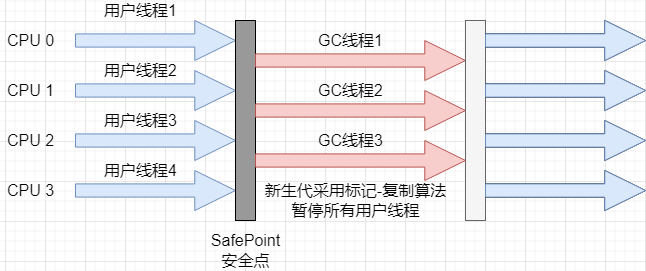 用户线程1
CPU 0
GC线程1
用户线程2
CPU 1
GC线程2
用户线程3
CPU 2
GC线程3
用户线程4
CPU 3
新生代采用标记-复制算法
暂停所有用户线程
SafePoint
安全点